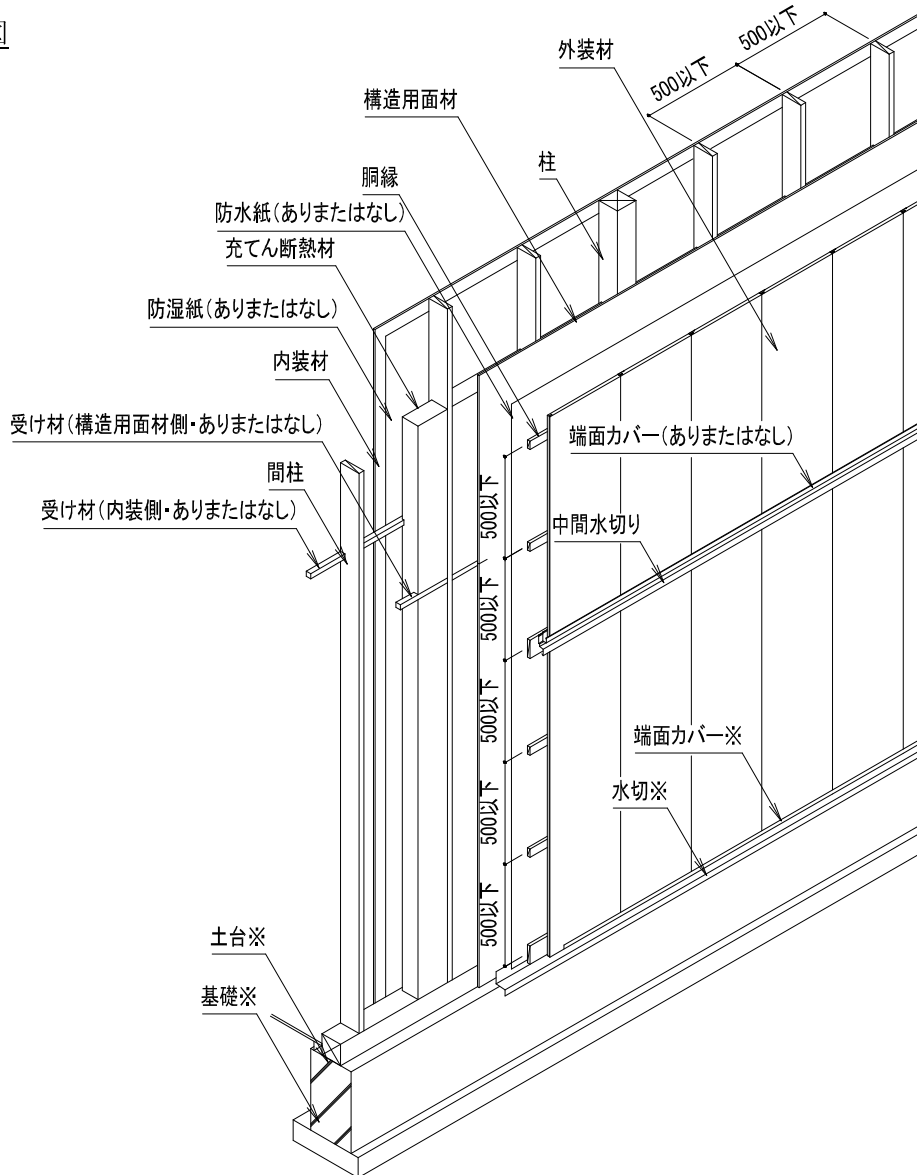 500以下
500以下
外装材
構造用面材
柱
胴縁
防水紙(ありまたはなし)
充てん断熱材
防湿紙(ありまたはなし)
内装材
受け材(構造用面材側・ありまたはなし)
端面カバー(ありまたはなし)
間柱
受け材(内装側・ありまたはなし)
中間水切り
500以下
500以下
500以下
500以下
500以下
端面カバー※
水切※
土台※
基礎※